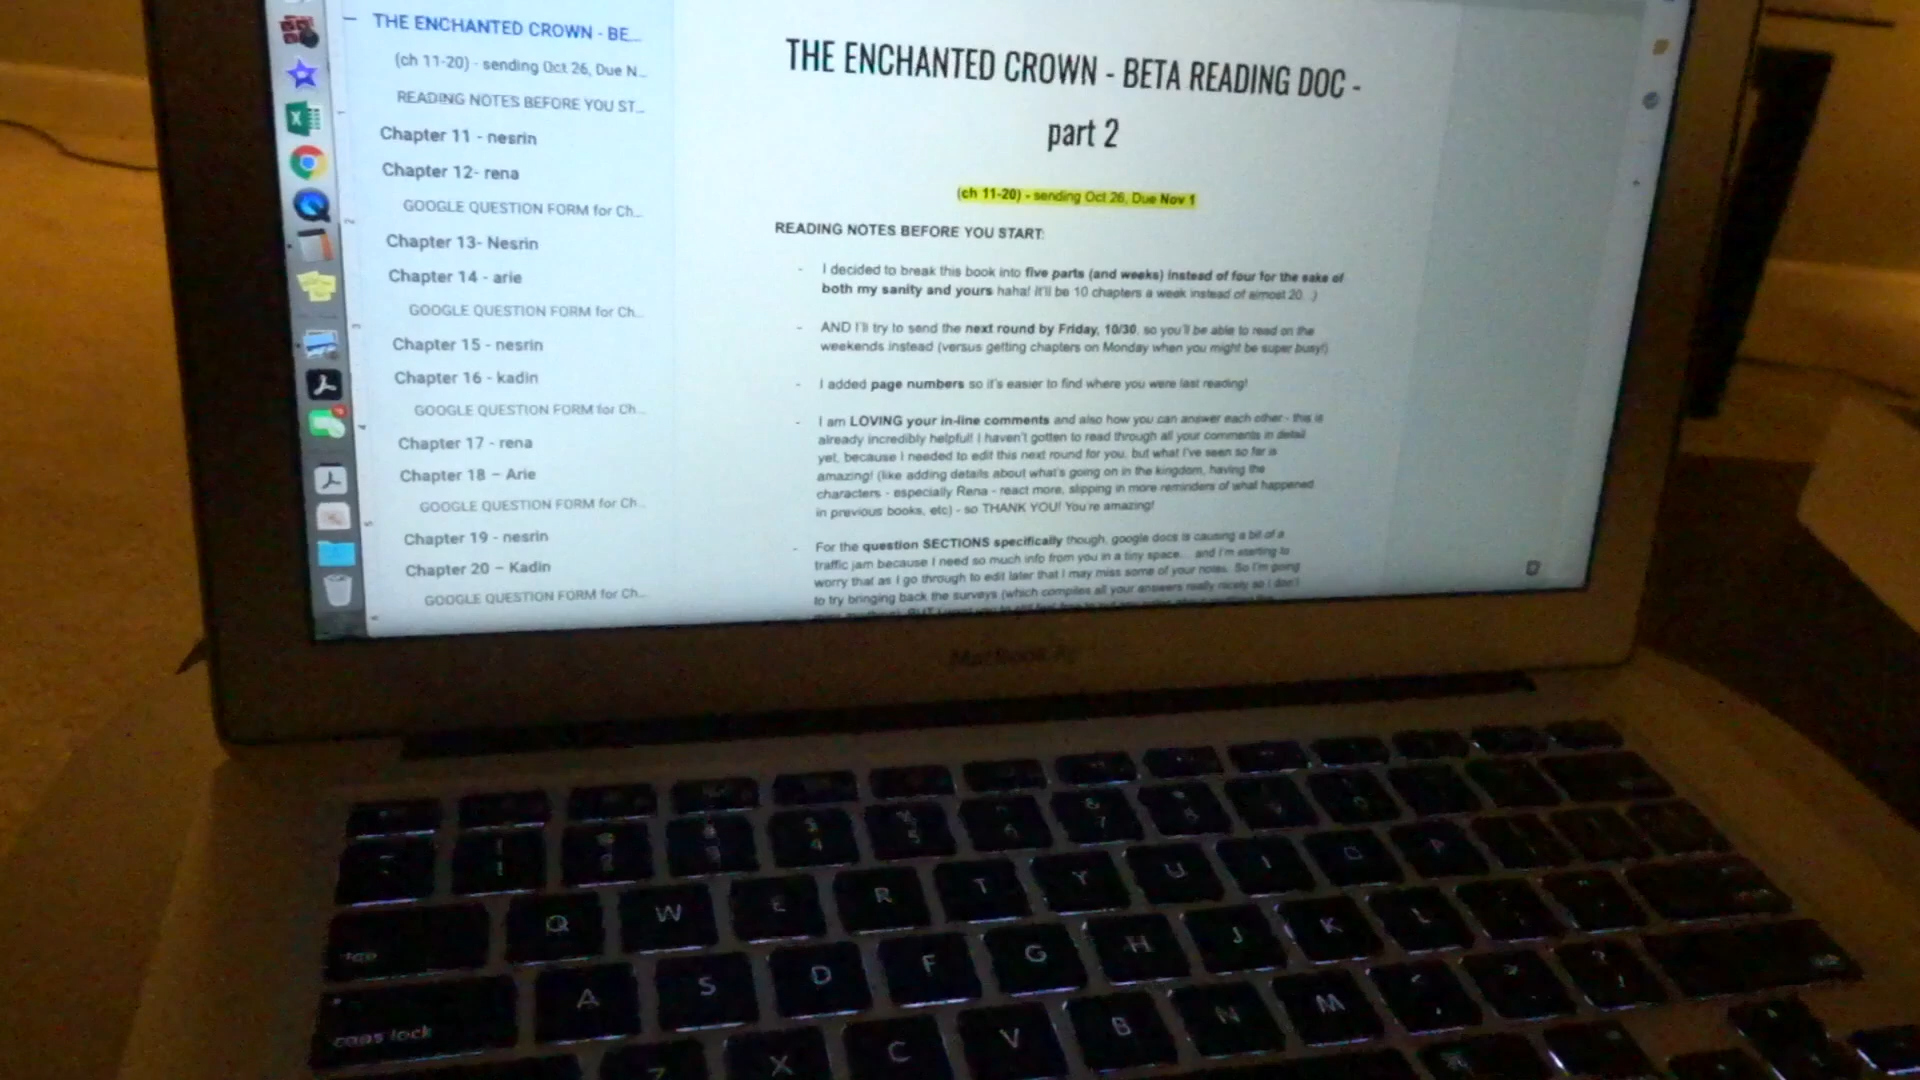 THE ENCHANTED CROWN - BE...
(ch 11-20) - sending Oct 26, Due N...
READING NOTES BEFORE YOU ST...
Chapter 11 - nesrin
Chapter 12- rena
GOOGLE QUESTION FORM for Ch...
Chapter 13- Nesrin
Chapter 14 - arie
GOOGLE QUESTION FORM for Ch...
Chapter 15 - nesrin
Chapter 16 - kadin
GOOGLE QUESTION FORM for Ch...
Chapter 17 - rena
Chapter 18 – Arie
GOOGLE QUESTION FORM for Ch...
Chapter 19 - nesrin
Chapter 20 – Kadin
GOOGLE QUESTION FORM for Ch...
THE ENCHANTED CROWN - BETA READING DOC -
part 2
(ch 11-20) - sending Oct 26, Due Nov 1
READING NOTES BEFORE YOU START:
- I decided to break this book into five parts (and weeks) instead of four for the sake of
both my sanity and yours haha! It'll be 10 chapters a week instead of almost 20. :)
- AND I'll try to send the next round by Friday, 10/30, so you'll be able to read on the
weekends instead (versus getting chapters on Monday when you might be super busy!)
- I added page numbers so it's easier to find where you were last reading!
- I am LOVING your in-line comments and also how you can answer each other - this is
already incredibly helpful! I haven't gotten to read through all your comments in detail
yet, because I needed to edit this next round for you, but what I've seen so far is
amazing! (like adding details about what's going on in the kingdom, having the
characters - especially Rena - react more, slipping in more reminders of what happened
in previous books, etc) - so THANK YOU! You're amazing!
- For the question SECTIONS specifically though, google docs is causing a bit of a
traffic jam because I need so much info from you in a tiny space... and I'm starting to
worry that as I go through to edit later that I may miss some of your notes. So I'm going
to try bringing back the surveys (which compiles all your answers really nicely so I don't
MacBook Air
& 7
$ 4
% 5
6
Q W E R T Y U I O P
tab
A S D F G H J K L
caps lock
Z X C V B N M